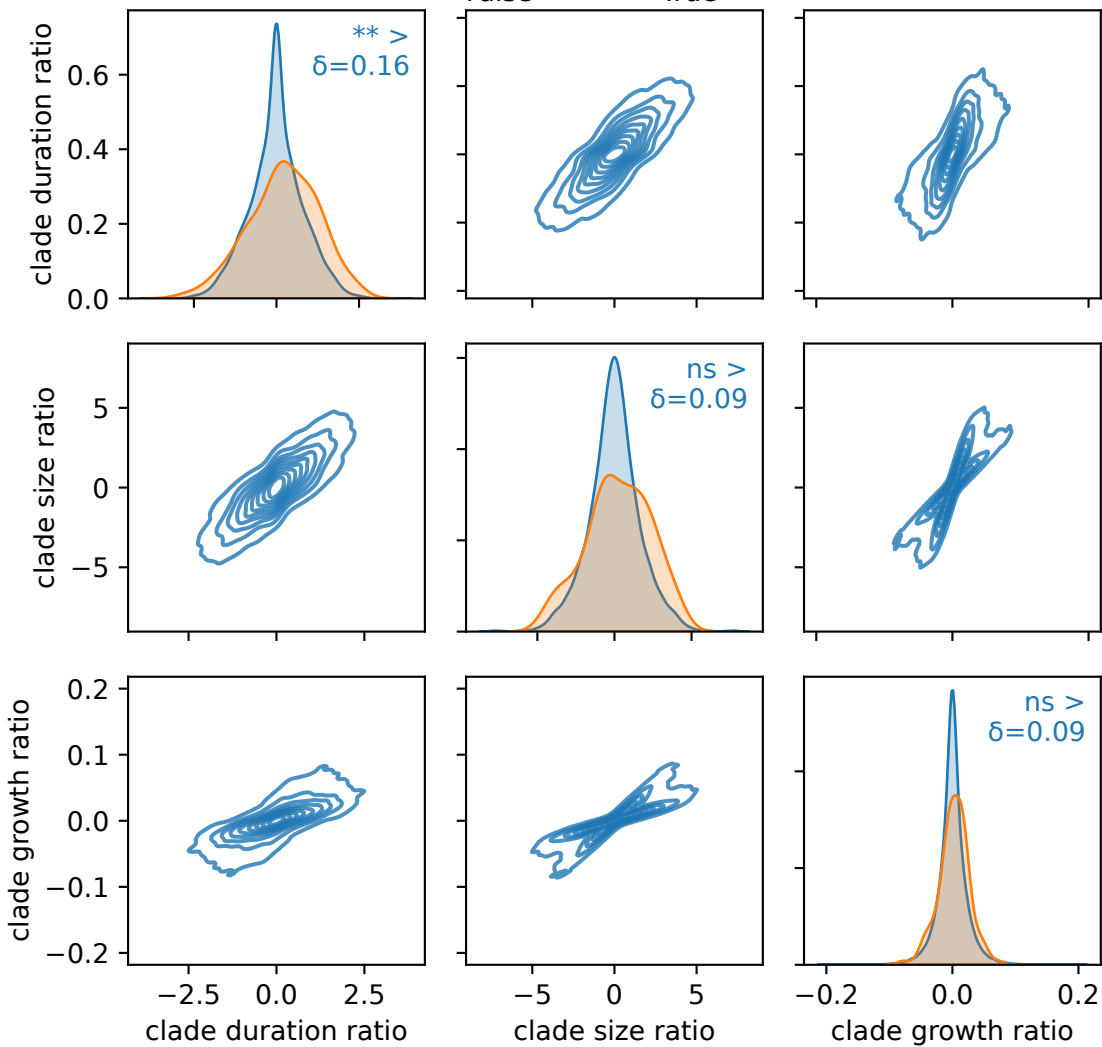 ** >
δ=0.16
clade duration ratio
0.6
0.4
0.2
0.0
ns >
δ=0.09
clade size ratio
5
0
−5
ns >
δ=0.09
clade growth ratio
0.2
0.1
0.0
−0.1
−0.2
−2.5 0.0 2.5
−5 0 5
−0.2 0.0 0.2
clade duration ratio
clade size ratio
clade growth ratio